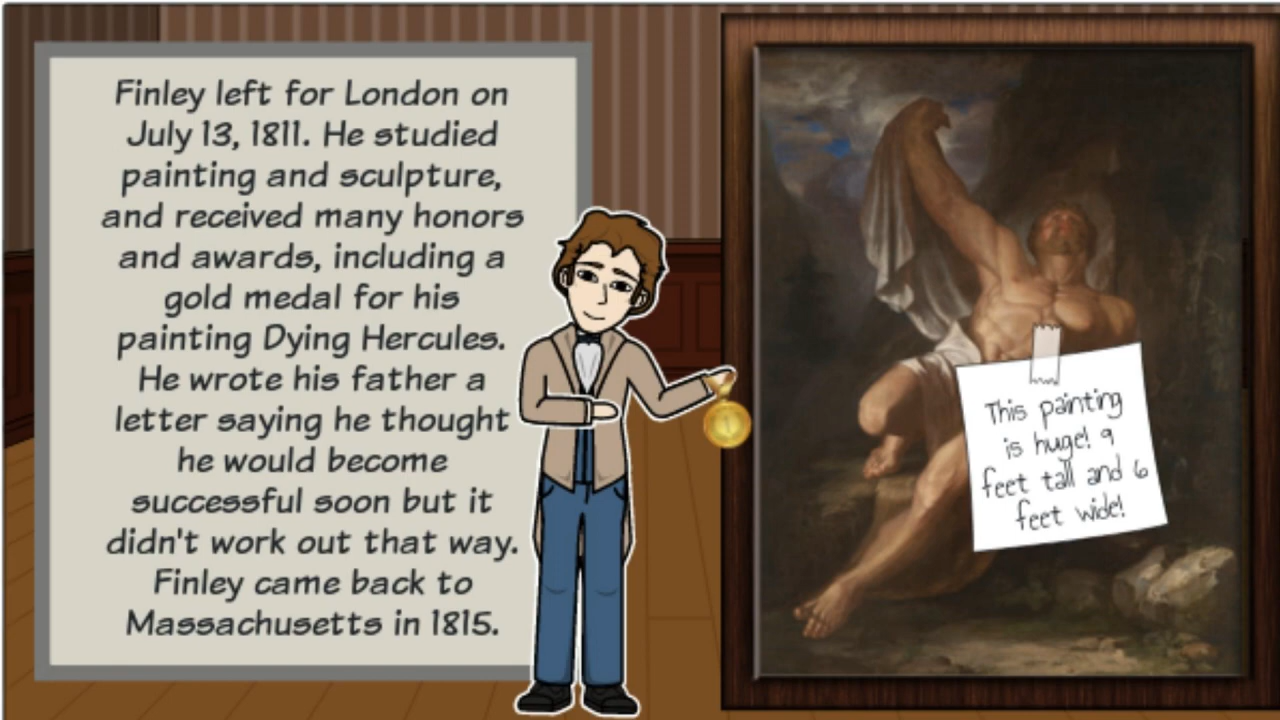 Finley left for London on
July 13, 1811. He studied
painting and sculpture,
and received many honors
and awards, including a
gold medal for his
painting Dying Hercules.
He wrote his father a
letter saying he thought
he would become
successful soon but it
didn't work out that way.
Finley came back to
Massachusetts in 1815.
1
This painting
is huge! 9
feet tall and 6
feet wide!